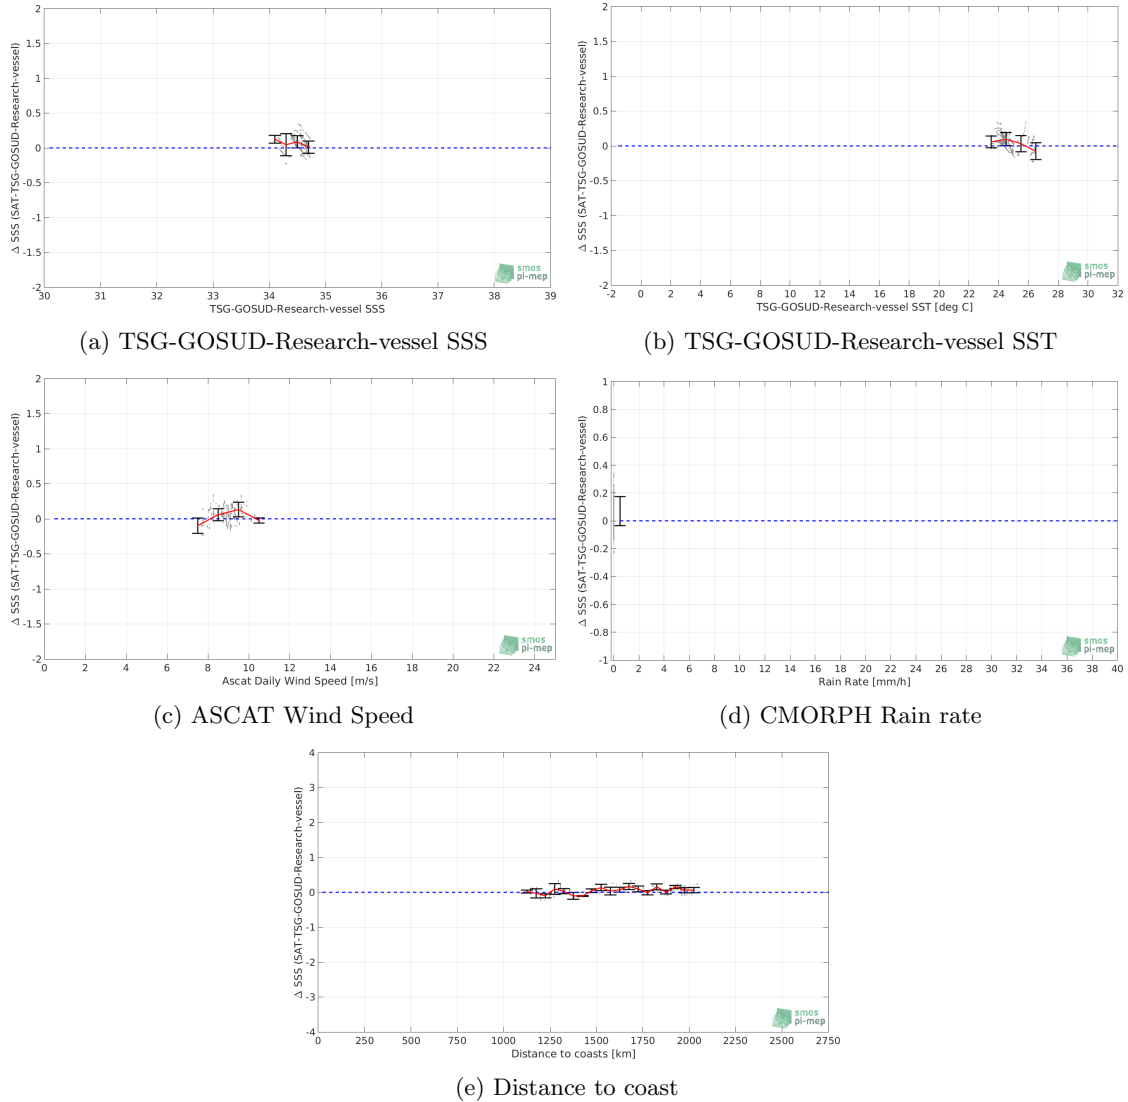 Δ SSS (SAT-TSG-GOSUD-Research-vessel)
2
1.5
1
0.5
0
-0.5
-1
-1.5
-2
30 31 32 33 34 35 36 37 38 39
TSG-GOSUD-Research-vessel SSS
smos
pi-mep
(a) TSG-GOSUD-Research-vessel SSS
Δ SSS (SAT-TSG-GOSUD-Research-vessel)
2
1.5
1
0.5
0
-0.5
-1
-1.5
-2
-2 0 2 4 6 8 10 12 14 16 18 20 22 24 26 28 30 32
TSG-GOSUD-Research-vessel SST [deg C]
smos
pi-mep
(b) TSG-GOSUD-Research-vessel SST
Δ SSS (SAT-TSG-GOSUD-Research-vessel)
2
1.5
1
0.5
0
-0.5
-1
-1.5
-2
0 2 4 6 8 10 12 14 16 18 20 22 24
Ascat Daily Wind Speed [m/s]
smos
pi-mep
(c) ASCAT Wind Speed
Δ SSS (SAT-TSG-GOSUD-Research-vessel)
1
0.8
0.6
0.4
0.2
0
-0.2
-0.4
-0.6
-0.8
-1
0 2 4 6 8 10 12 14 16 18 20 22 24 26 28 30 32 34 36 38 40
Rain Rate [mm/h]
smos
pi-mep
(d) CMORPH Rain rate
Δ SSS (SAT-TSG-GOSUD-Research-vessel)
4
3
2
1
0
-1
-2
-3
-4
0 250 500 750 1000 1250 1500 1750 2000 2250 2500 2750
Distance to coasts [km]
smos
pi-mep
(e) Distance to coast